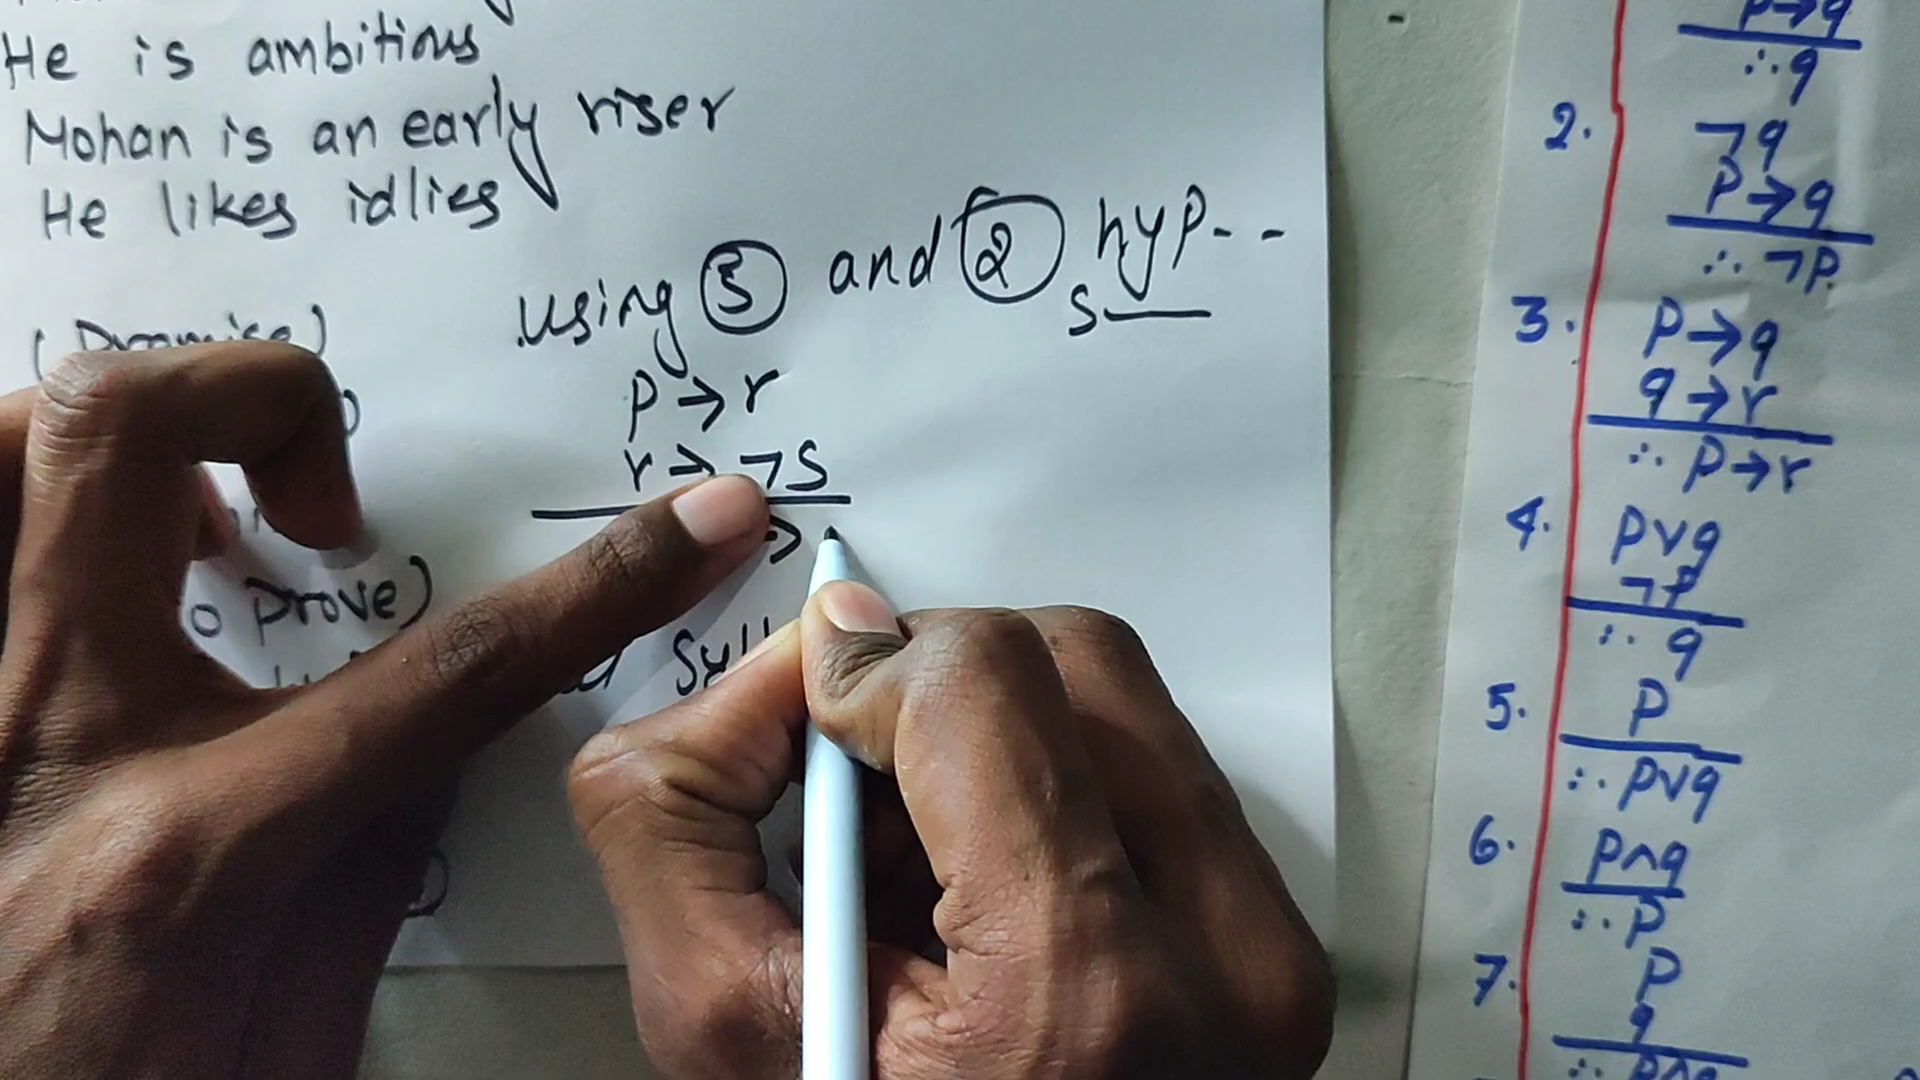 He is ambitious
Mohan is an early riser
He likes idlies
using ③ and ② hyp--
S
p → r
r → ¬S
→
Prove)
p→q
∴ q
2. ¬q
p→q
∴ ¬p
3. p→q
q→r
∴ p→r
4. p∨q
¬p
∴ q
5. p
∴ p∨q
6. p∧q
∴ p
7. p
q
∴ p∧q